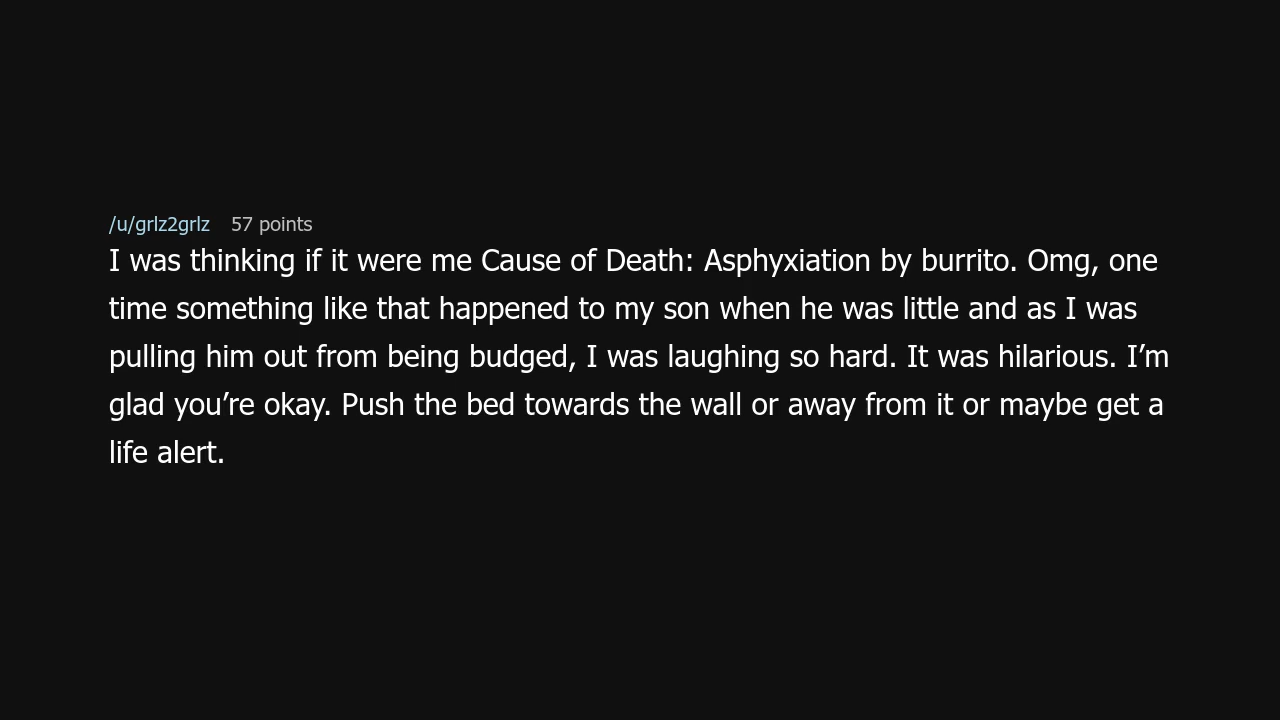 /u/grlz2grlz 57 points
I was thinking if it were me Cause of Death: Asphyxiation by burrito. Omg, one
time something like that happened to my son when he was little and as I was
pulling him out from being budged, I was laughing so hard. It was hilarious. I’m
glad you’re okay. Push the bed towards the wall or away from it or maybe get a
life alert.